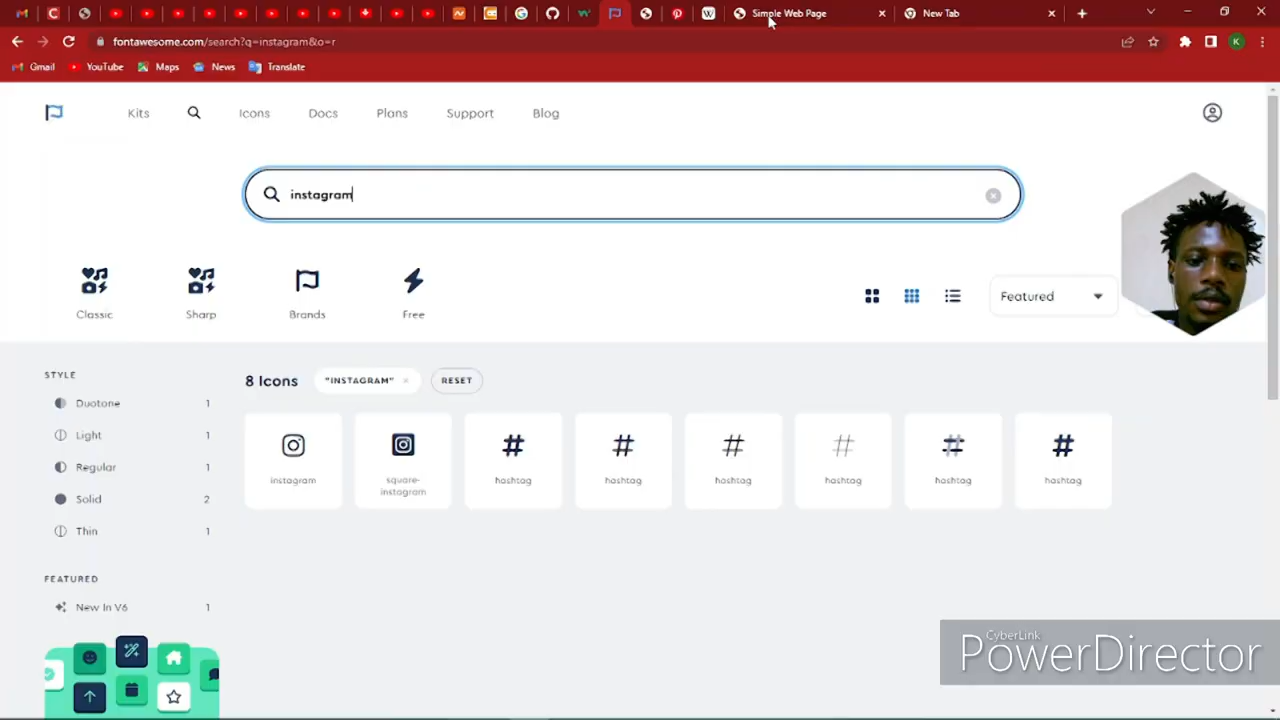 Simple Web Page
New Tab
fontawesome.com/search?q=instagram&o=r
K
Gmail
YouTube
Maps
News
Translate
Kits
Icons
Docs
Plans
Support
Blog
instagram
Classic
Sharp
Brands
Free
Featured
STYLE
Duotone 1
Light 1
Regular 1
Solid 2
Thin 1
FEATURED
New In V6 1
8 Icons
"INSTAGRAM" ×
RESET
instagram
square-
instagram
hashtag
hashtag
hashtag
hashtag
hashtag
hashtag
CyberLink
PowerDirector